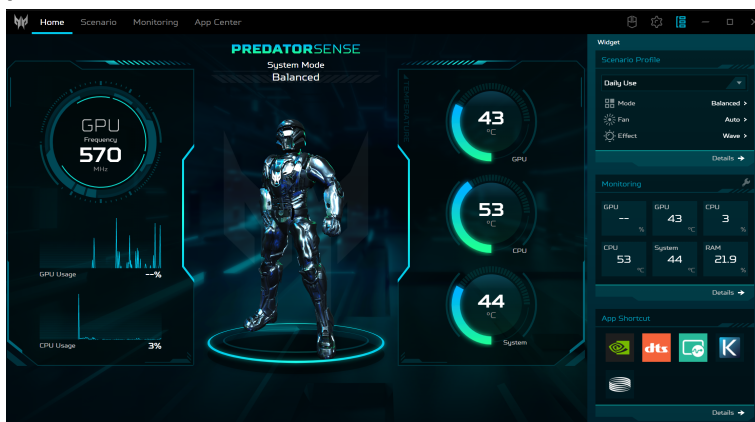 Home Scenario Monitoring App Center
PREDATORSENSE
System Mode
Balanced
GPU
Frequency
570
MHz
GPU Usage --%
CPU Usage 3%
TEMPERATURE
43
°C
GPU
53
°C
CPU
44
°C
System
Widget
Scenario Profile
Daily Use
Mode Balanced >
Fan Auto >
Effect Wave >
Details →
Monitoring
GPU GPU CPU
-- 43 3
% °C %
CPU System RAM
53 44 21.9
°C °C %
Details →
App Shortcut
dts K
Details →